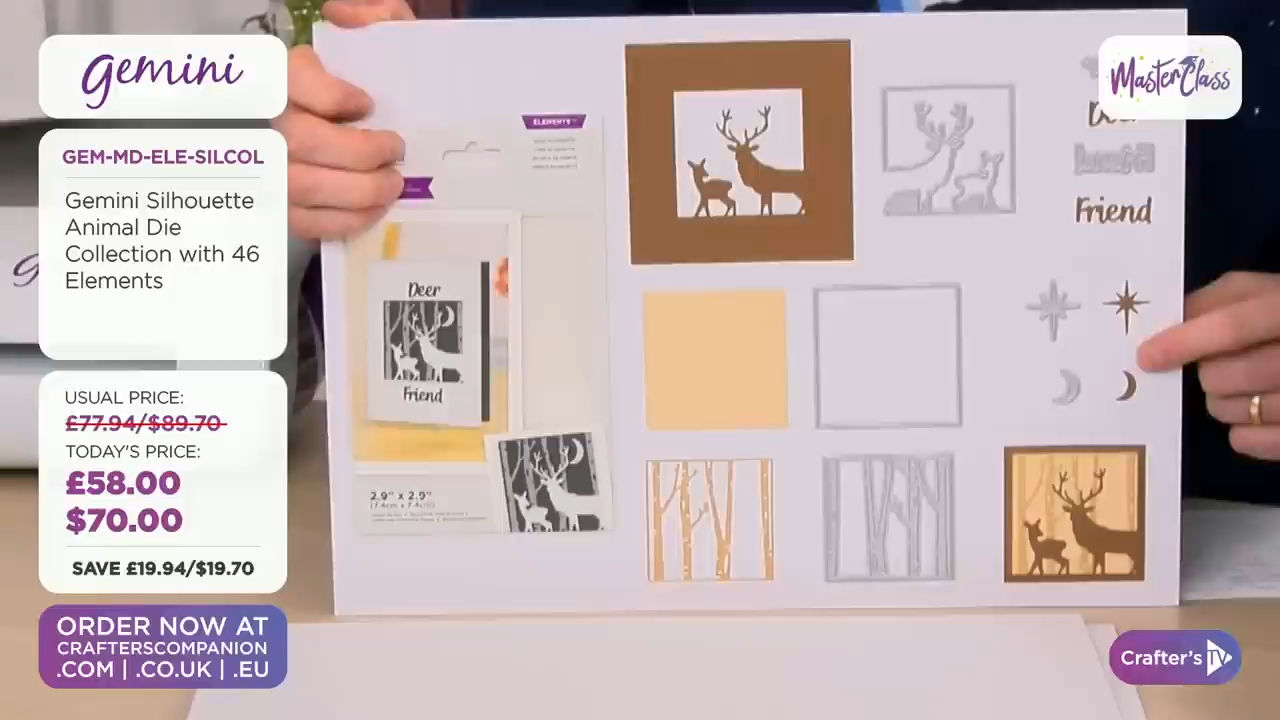 gemini
GEM-MD-ELE-SILCOL
Gemini Silhouette
Animal Die
Collection with 46
Elements
USUAL PRICE:
£77.94/$89.70
TODAY'S PRICE:
£58.00
$70.00
SAVE £19.94/$19.70
ORDER NOW AT
CRAFTERSCOMPANION
.COM | .CO.UK | .EU
ELEMENTS
Deer
Friend
2.9" x 2.9"
Friend
MasterClass
Crafter's TV